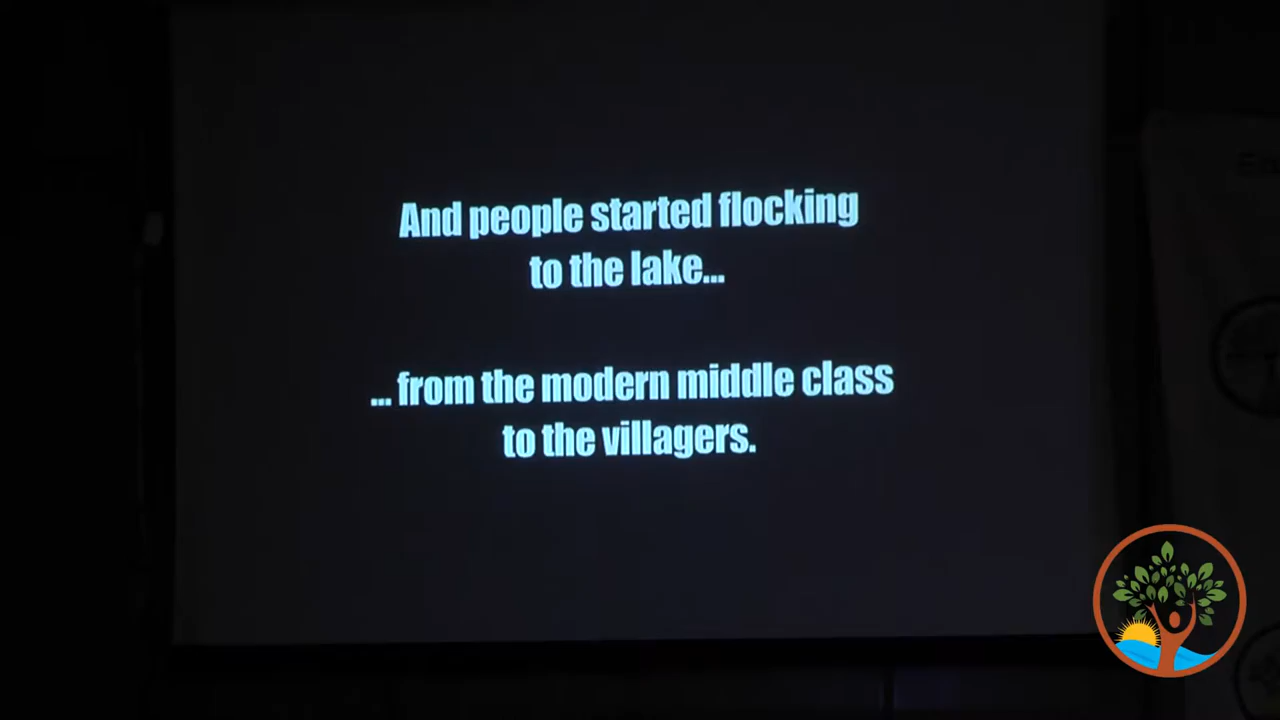 And people started flocking
to the lake...
... from the modern middle class
to the villagers.